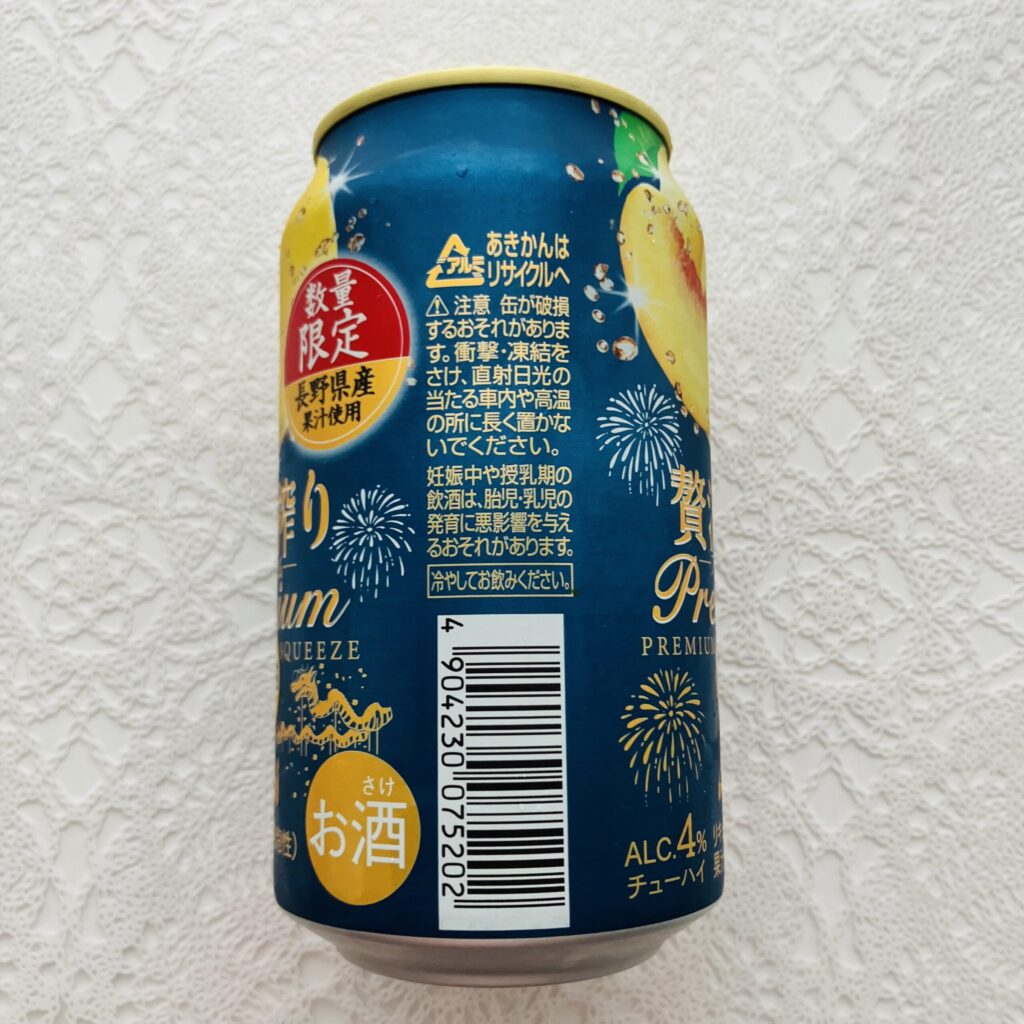 数量
限定
長野県産
果汁使用
搾り
ium
SQUEEZE
さけ
お酒
アルミ
あきかんは
リサイクルへ
注意 缶が破損
するおそれがありま
す。衝撃・凍結を
さけ、直射日光の
当たる車内や高温
の所に長く置かな
いでください。
妊娠中や授乳期の
飲酒は、胎児・乳児の
発育に悪影響を与え
るおそれがあります。
冷やしてお飲みください。
4 904230 075202
贅
Pre
PREMIUM
ALC.4%
チューハイ